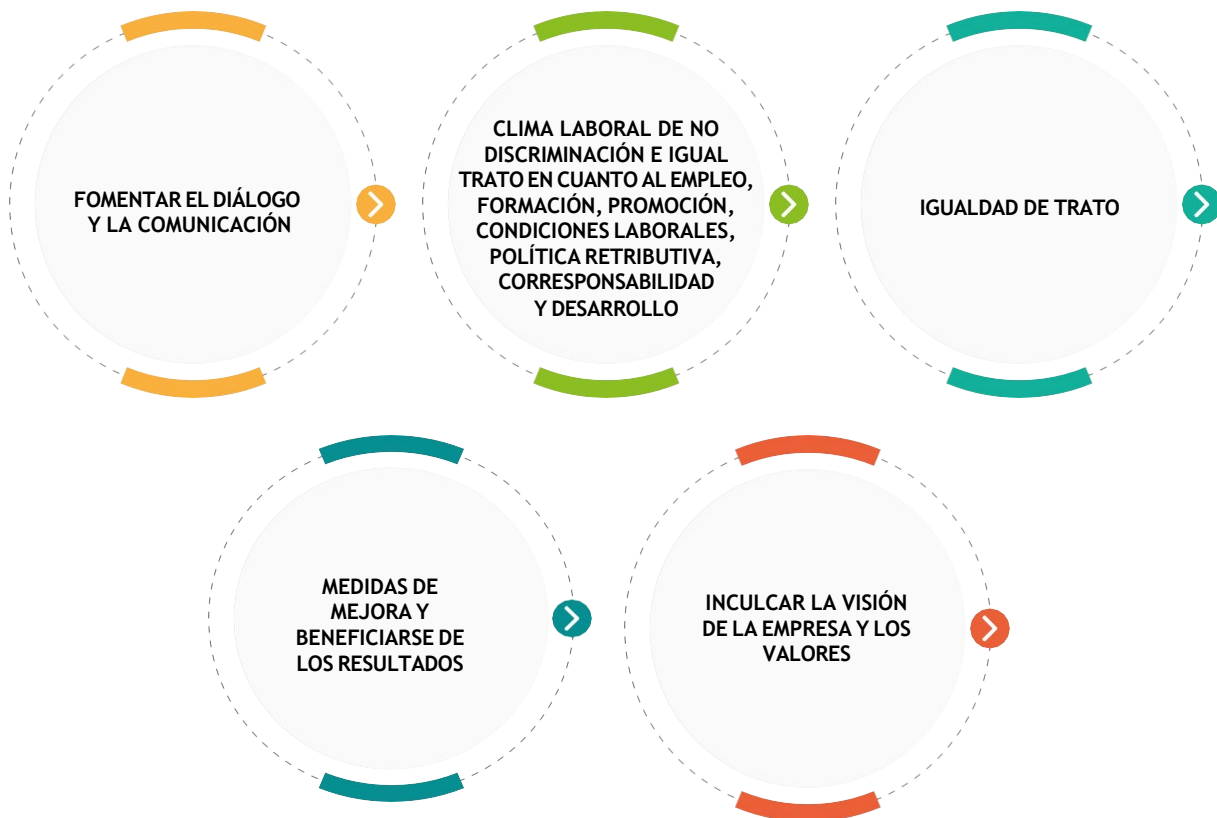 FOMENTAR EL DIÁLOGO
Y LA COMUNICACIÓN
CLIMA LABORAL DE NO
DISCRIMINACIÓN E IGUAL
TRATO EN CUANTO AL EMPLEO,
FORMACIÓN, PROMOCIÓN,
CONDICIONES LABORALES,
POLÍTICA RETRIBUTIVA,
CORRESPONSABILIDAD
Y DESARROLLO
IGUALDAD DE TRATO
MEDIDAS DE
MEJORA Y
BENEFICIARSE DE
LOS RESULTADOS
INCULCAR LA VISIÓN
DE LA EMPRESA Y LOS
VALORES